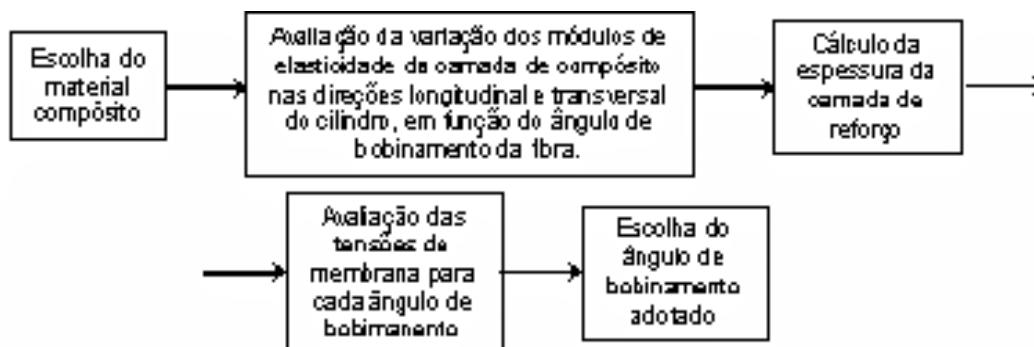 Escolha do
material
compósito
Avaliação da variação dos módulos de
elasticidade da camada de compósito
nas direções longitudinal e transversal
do cilindro, em função do ângulo de
bobinamento da fibra.
Cálculo da
espessura da
camada de
reforço
Avaliação das
tensões de
membrana para
cada ângulo de
bobimanento
Escolha do
ângulo de
bobinamento
adotado